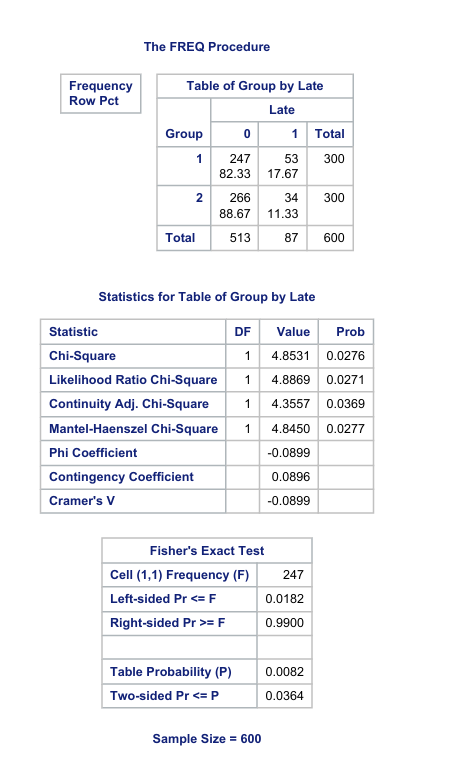 The FREQ Procedure
Frequency
Row Pct
Table of Group by Late
Late
Group 0 1 Total
1 247 53 300
82.33 17.67
2 266 34 300
88.67 11.33
Total 513 87 600
Statistics for Table of Group by Late
Statistic DF Value Prob
Chi-Square 1 4.8531 0.0276
Likelihood Ratio Chi-Square 1 4.8869 0.0271
Continuity Adj. Chi-Square 1 4.3557 0.0369
Mantel-Haenszel Chi-Square 1 4.8450 0.0277
Phi Coefficient -0.0899
Contingency Coefficient 0.0896
Cramer's V -0.0899
Fisher's Exact Test
Cell (1,1) Frequency (F) 247
Left-sided Pr <= F 0.0182
Right-sided Pr >= F 0.9900
Table Probability (P) 0.0082
Two-sided Pr <= P 0.0364
Sample Size = 600